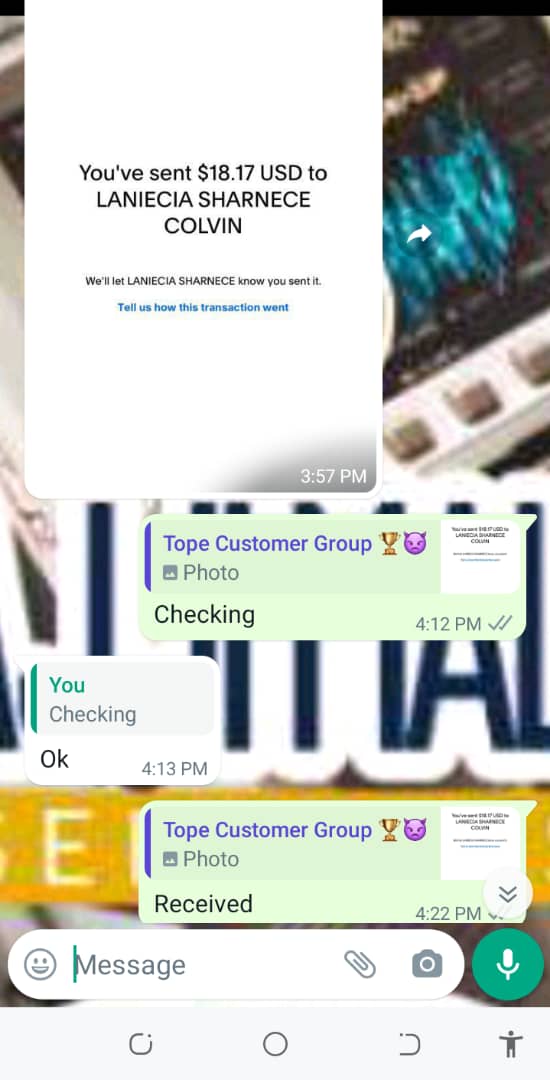 You've sent $18.17 USD to
LANIECIA SHARNECE
COLVIN
We'll let LANIECIA SHARNECE know you sent it.
Tell us how this transaction went
3:57 PM
Tope Customer Group 🏆👿
Photo
You've sent $18.17 USD to
LANIECIA SHARNECE
COLVIN
Checking
4:12 PM
You
Checking
Ok
4:13 PM
Tope Customer Group 🏆👿
Photo
You've sent $18.17 USD to
LANIECIA SHARNECE
COLVIN
Received
4:22 PM
Message